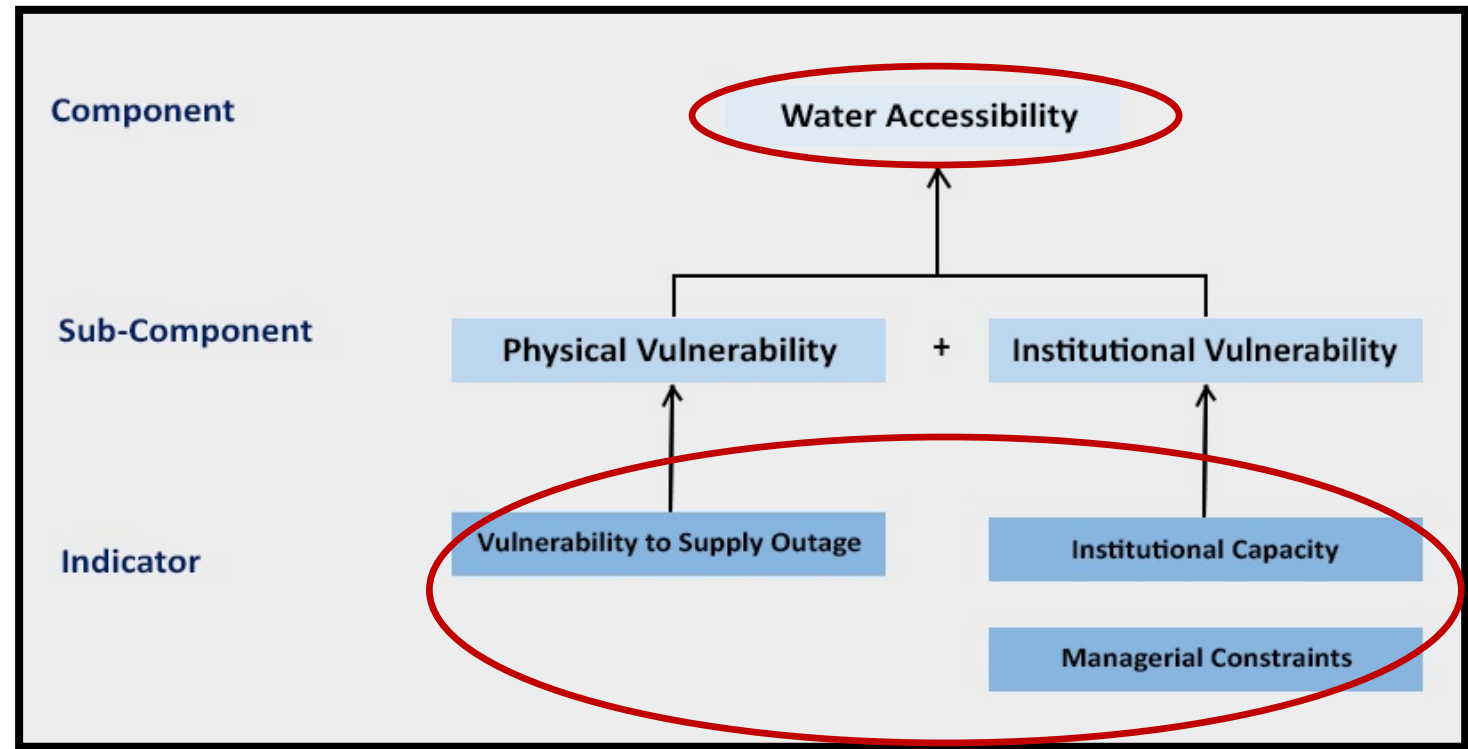 Component
Water Accessibility
Sub-Component
Physical Vulnerability
+
Institutional Vulnerability
Indicator
Vulnerability to Supply Outage
Institutional Capacity
Managerial Constraints